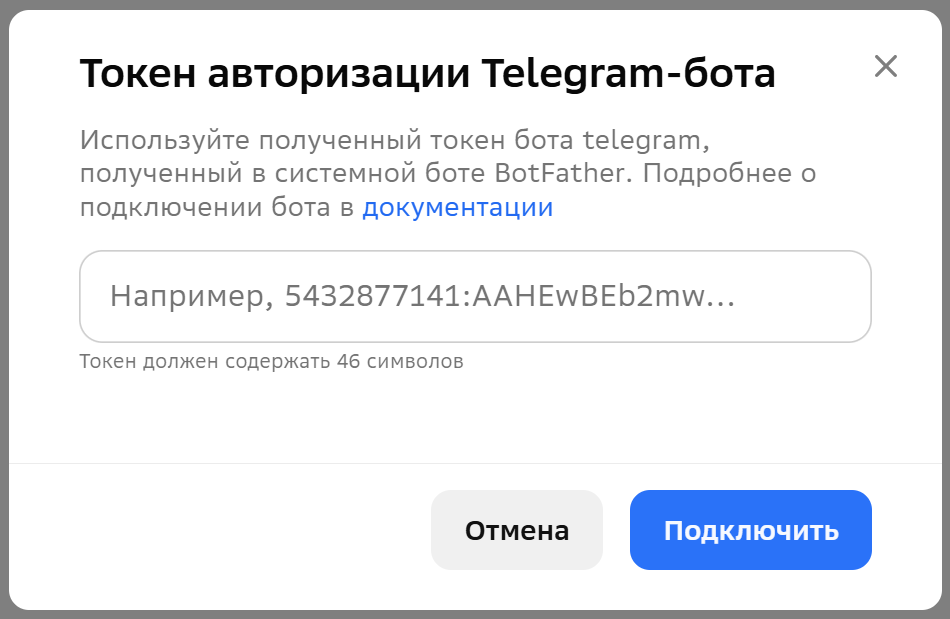 Токен авторизации Telegram-бота
Используйте полученный токен бота telegram,
полученный в системной боте BotFather. Подробнее о
подключении бота в документации
Например, 5432877141:AAHEwBEb2mw...
Токен должен содержать 46 символов
Отмена
Подключить